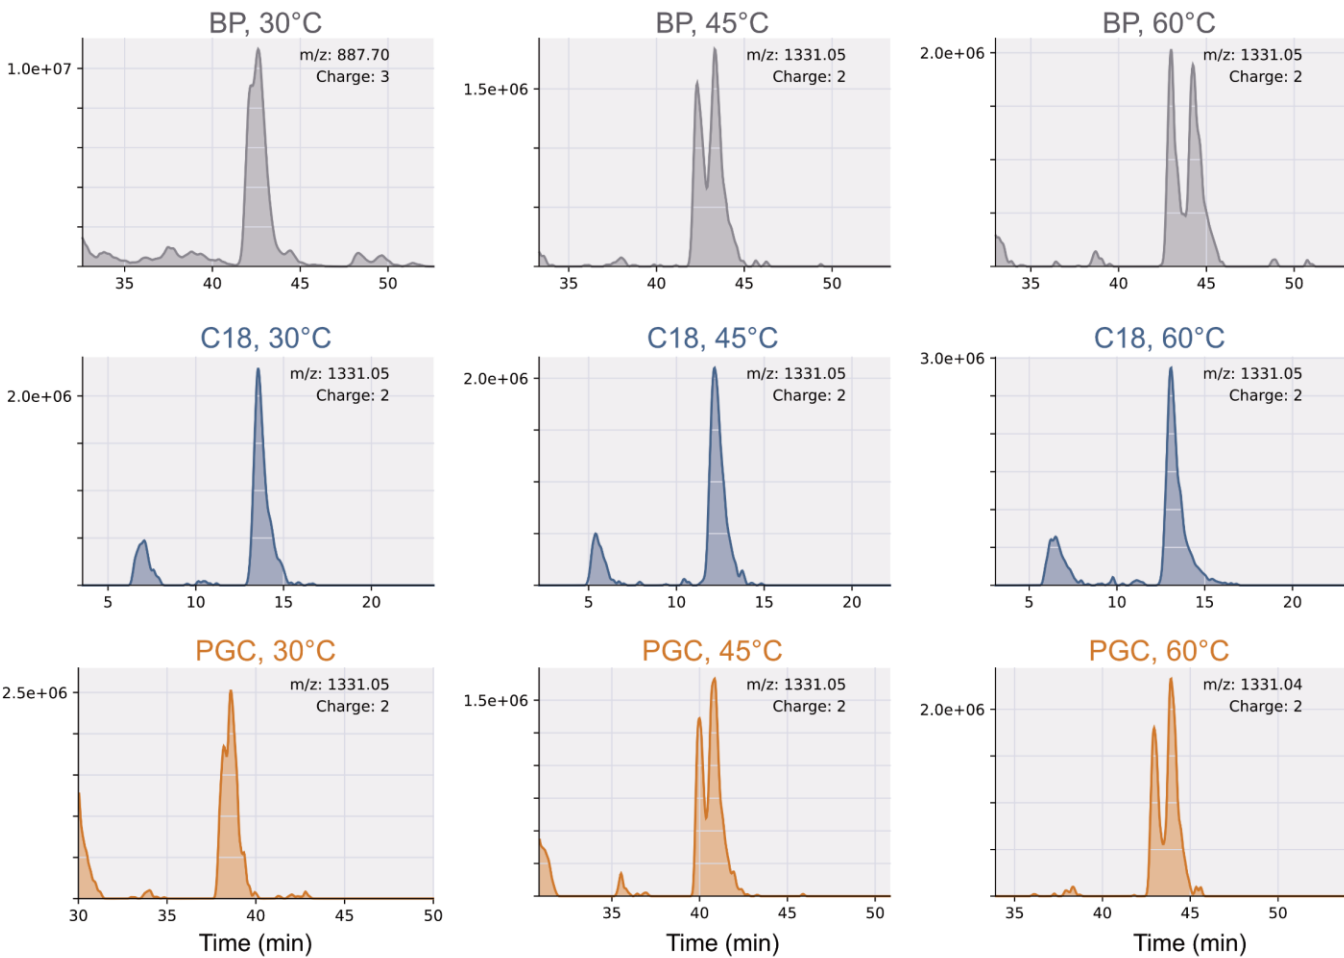 BP, 30°C
m/z: 887.70
Charge: 3
1.0e+07
35 40 45 50
BP, 45°C
m/z: 1331.05
Charge: 2
1.5e+06
35 40 45 50
BP, 60°C
m/z: 1331.05
Charge: 2
2.0e+06
35 40 45 50
C18, 30°C
m/z: 1331.05
Charge: 2
2.0e+06
5 10 15 20
C18, 45°C
m/z: 1331.05
Charge: 2
2.0e+06
5 10 15 20
C18, 60°C
m/z: 1331.05
Charge: 2
3.0e+06
5 10 15 20
PGC, 30°C
m/z: 1331.05
Charge: 2
2.5e+06
30 35 40 45 50
Time (min)
PGC, 45°C
m/z: 1331.05
Charge: 2
1.5e+06
35 40 45 50
Time (min)
PGC, 60°C
m/z: 1331.04
Charge: 2
2.0e+06
35 40 45 50
Time (min)